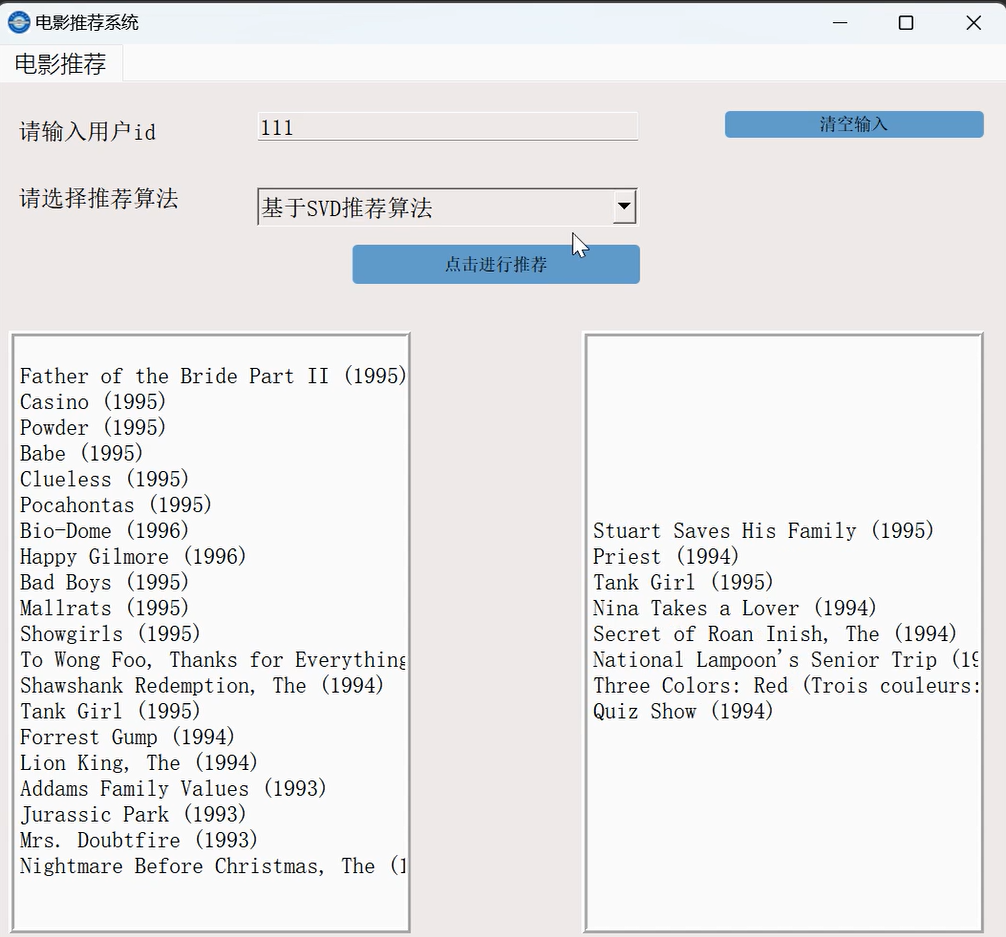 电影推荐系统
电影推荐
请输入用户id
111
清空输入
请选择推荐算法
基于SVD推荐算法
点击进行推荐
Father of the Bride Part II (1995)
Casino (1995)
Powder (1995)
Babe (1995)
Clueless (1995)
Pocahontas (1995)
Bio-Dome (1996)
Happy Gilmore (1996)
Bad Boys (1995)
Mallrats (1995)
Showgirls (1995)
To Wong Foo, Thanks for Everything
Shawshank Redemption, The (1994)
Tank Girl (1995)
Forrest Gump (1994)
Lion King, The (1994)
Addams Family Values (1993)
Jurassic Park (1993)
Mrs. Doubtfire (1993)
Nightmare Before Christmas, The (1
Stuart Saves His Family (1995)
Priest (1994)
Tank Girl (1995)
Nina Takes a Lover (1994)
Secret of Roan Inish, The (1994)
National Lampoon's Senior Trip (19
Three Colors: Red (Trois couleurs:
Quiz Show (1994)